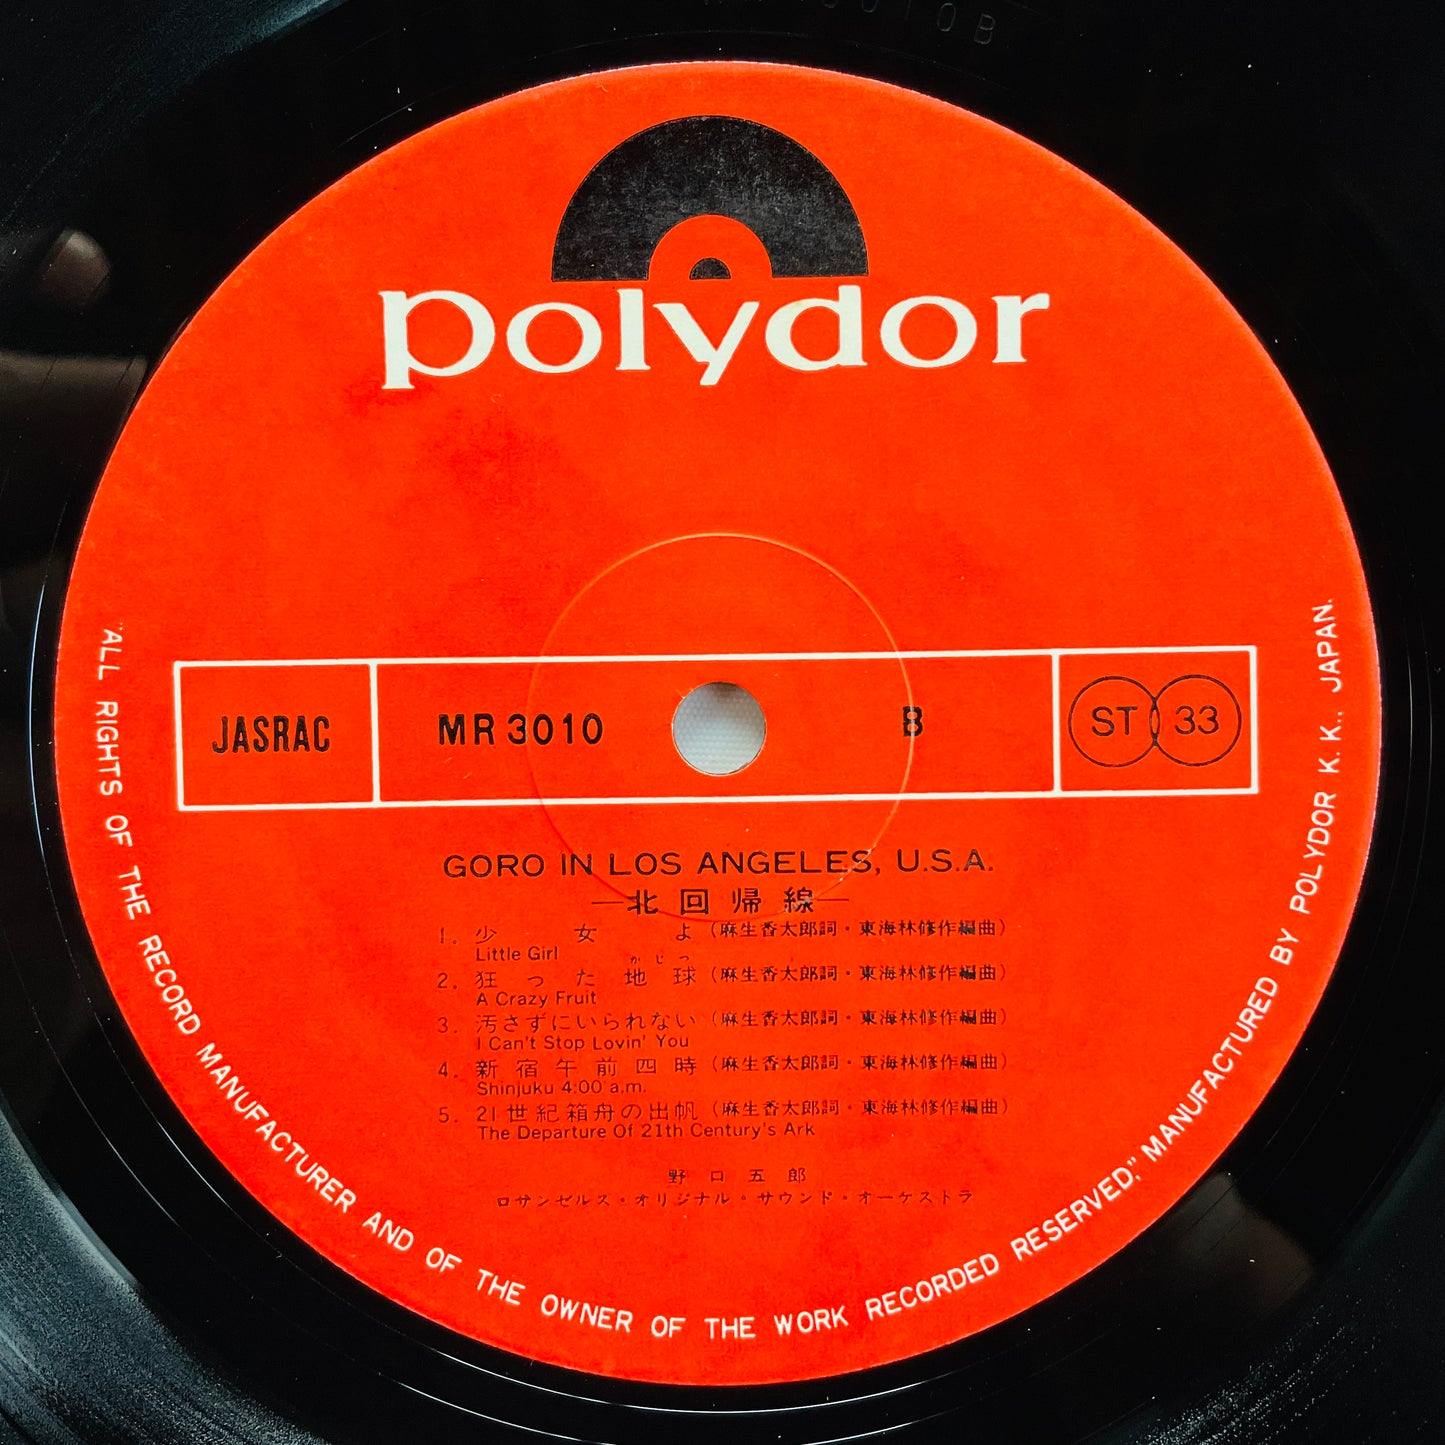 polydor
JASRAC
MR 3010
B
ST 33
GORO IN LOS ANGELES, U.S.A.
—北回帰線—
1. 少女よ (麻生香太郎詞・東海林修作編曲)
Little Girl
かじつ
2. 狂った地球 (麻生香太郎詞・東海林修作編曲)
A Crazy Fruit
3. 汚さずにいられない (麻生香太郎詞・東海林修作編曲)
I Can't Stop Lovin' You
4. 新宿午前四時 (麻生香太郎詞・東海林修作編曲)
Shinjuku 4:00 a.m.
5. 21世紀箱舟の出帆 (麻生香太郎詞・東海林修作編曲)
The Departure Of 21th Century's Ark
野口五郎
ロサンゼルス・オリジナル・サウンド・オーケストラ
"ALL RIGHTS OF THE RECORD MANUFACTURER AND OF THE OWNER OF THE WORK RECORDED RESERVED," MANUFACTURED BY POLYDOR K. K., JAPAN.